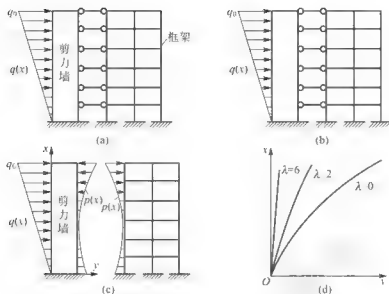 q₀
q(x)
剪力墙
框架
(a)
q₀
q(x)
(b)
x
q₀
q(x)
剪力墙
p(x)
p(x)
y
(c)
x
λ=6
λ=2
λ=0
O
(d)